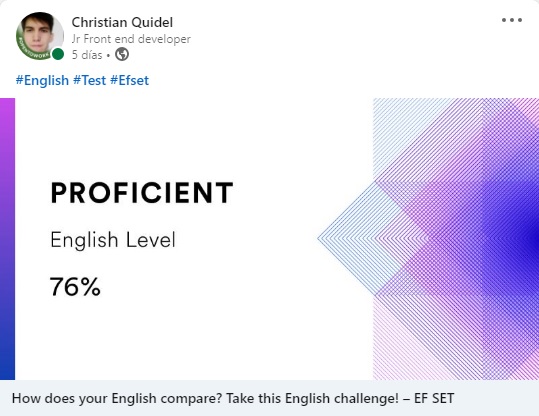 Christian Quidel
Jr Front end developer
5 días •
#English #Test #Efset
PROFICIENT
English Level
76%
How does your English compare? Take this English challenge! – EF SET